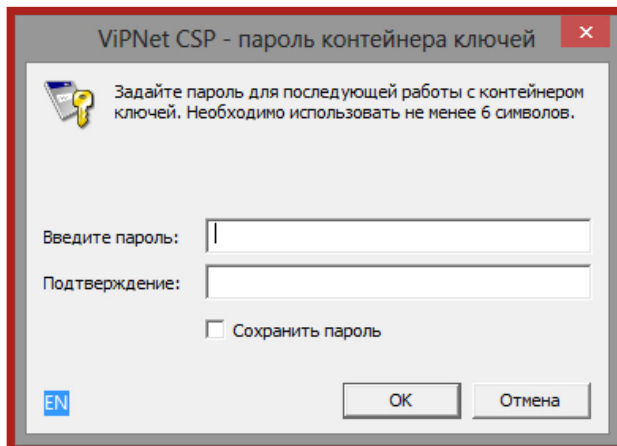 ViPNet CSP - пароль контейнера ключей
Задайте пароль для последующей работы с контейнером
ключей. Необходимо использовать не менее 6 символов.
Введите пароль:
Подтверждение:
Сохранить пароль
EN
OK
Отмена